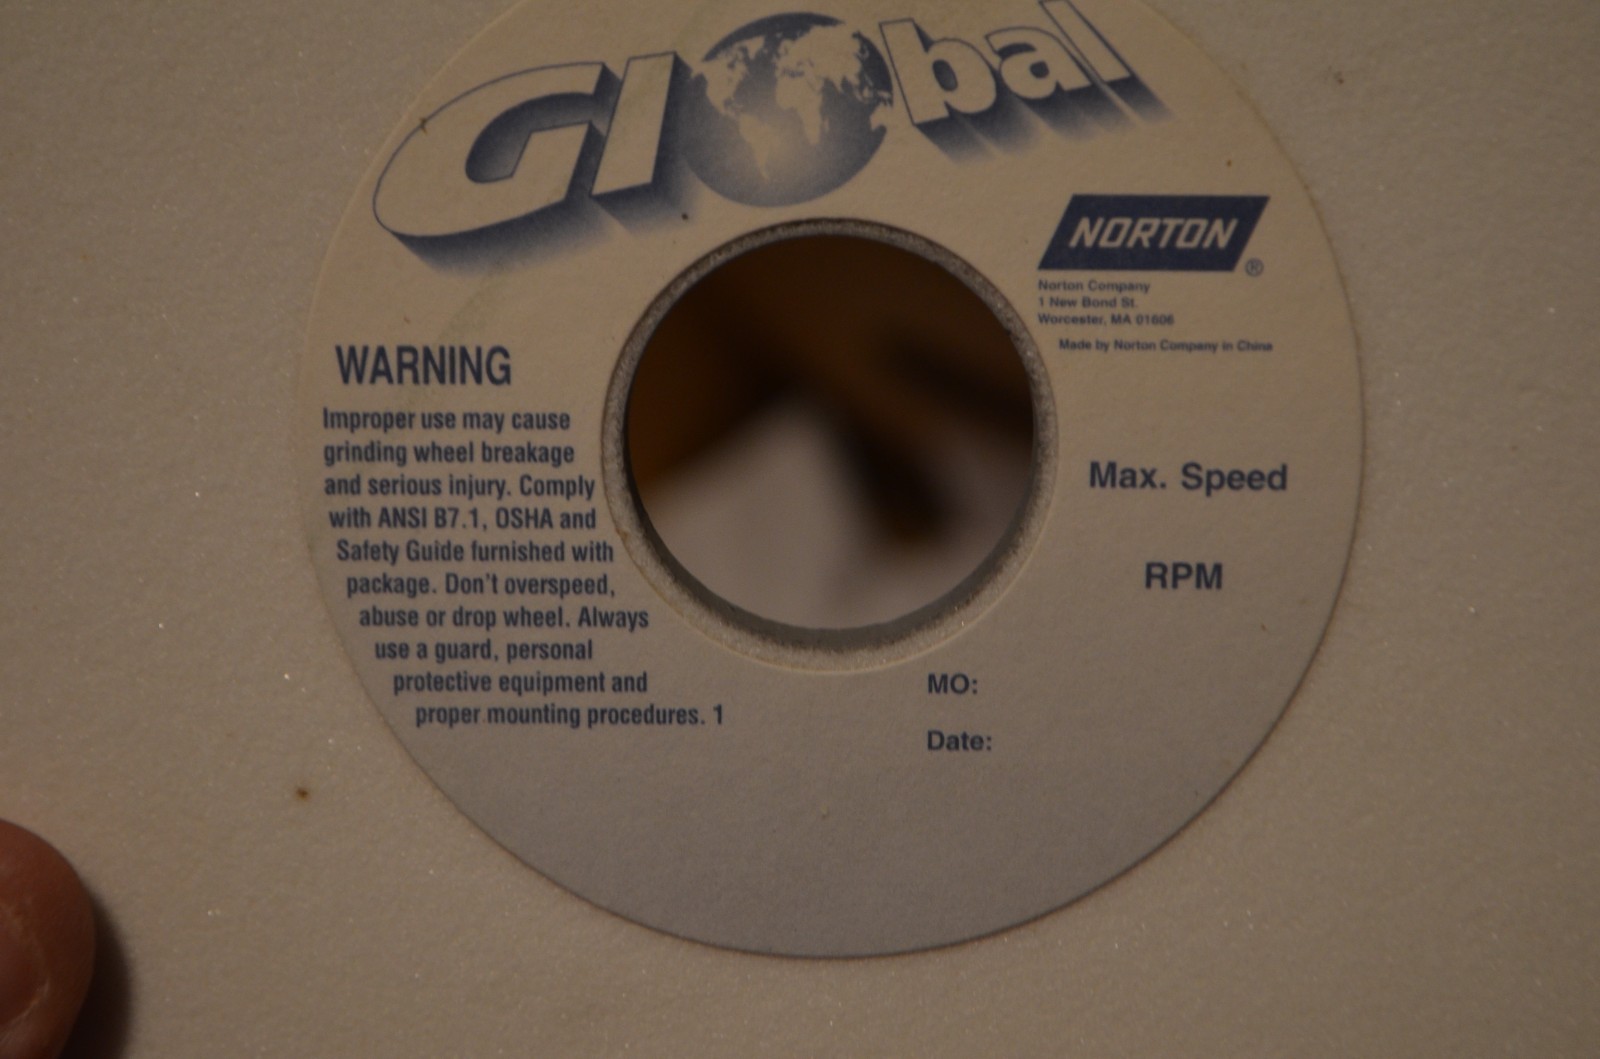 Global
NORTON
®
Norton Company
1 New Bond St.
Worcester, MA 01606
Made by Norton Company in China
WARNING
Improper use may cause
grinding wheel breakage
and serious injury. Comply
with ANSI B7.1, OSHA and
Safety Guide furnished with
package. Don't overspeed,
abuse or drop wheel. Always
use a guard, personal
protective equipment and
proper mounting procedures. 1
Max. Speed
RPM
MO:
Date: